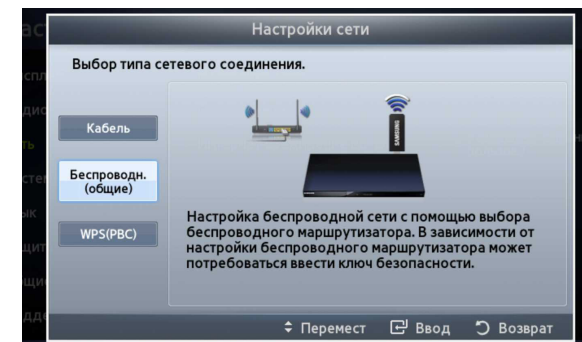 Настройки сети
Выбор типа сетевого соединения.
Кабель
Беспроводн.
(общие)
WPS(PBC)
SAMSUNG
Настройка беспроводной сети с помощью выбора
беспроводного маршрутизатора. В зависимости от
настройки беспроводного маршрутизатора может
потребоваться ввести ключ безопасности.
Перемест Ввод Возврат